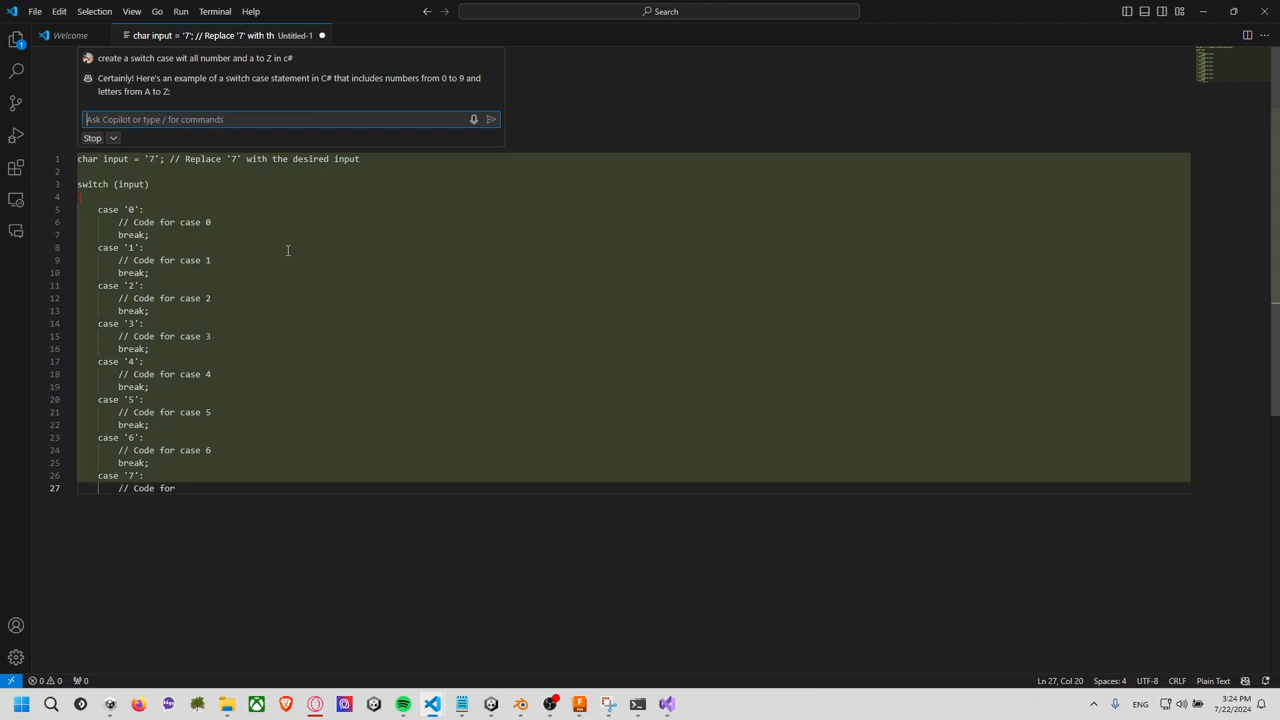 File Edit Selection View Go Run Terminal Help
Search
Welcome
char input = '7'; // Replace '7' with th Untitled-1
create a switch case wit all number and a to Z in c#
Certainly! Here's an example of a switch case statement in C# that includes numbers from 0 to 9 and
letters from A to Z:
Ask Copilot or type / for commands
Stop
1 char input = '7'; // Replace '7' with the desired input
2
3 switch (input)
4 {
5 case '0':
6 // Code for case 0
7 break;
8 case '1':
9 // Code for case 1
10 break;
11 case '2':
12 // Code for case 2
13 break;
14 case '3':
15 // Code for case 3
16 break;
17 case '4':
18 // Code for case 4
19 break;
20 case '5':
21 // Code for case 5
22 break;
23 case '6':
24 // Code for case 6
25 break;
26 case '7':
27 // Code for
0 0 0 Ln 27, Col 20 Spaces: 4 UTF-8 CRLF Plain Text
ENG
3:24 PM
7/22/2024